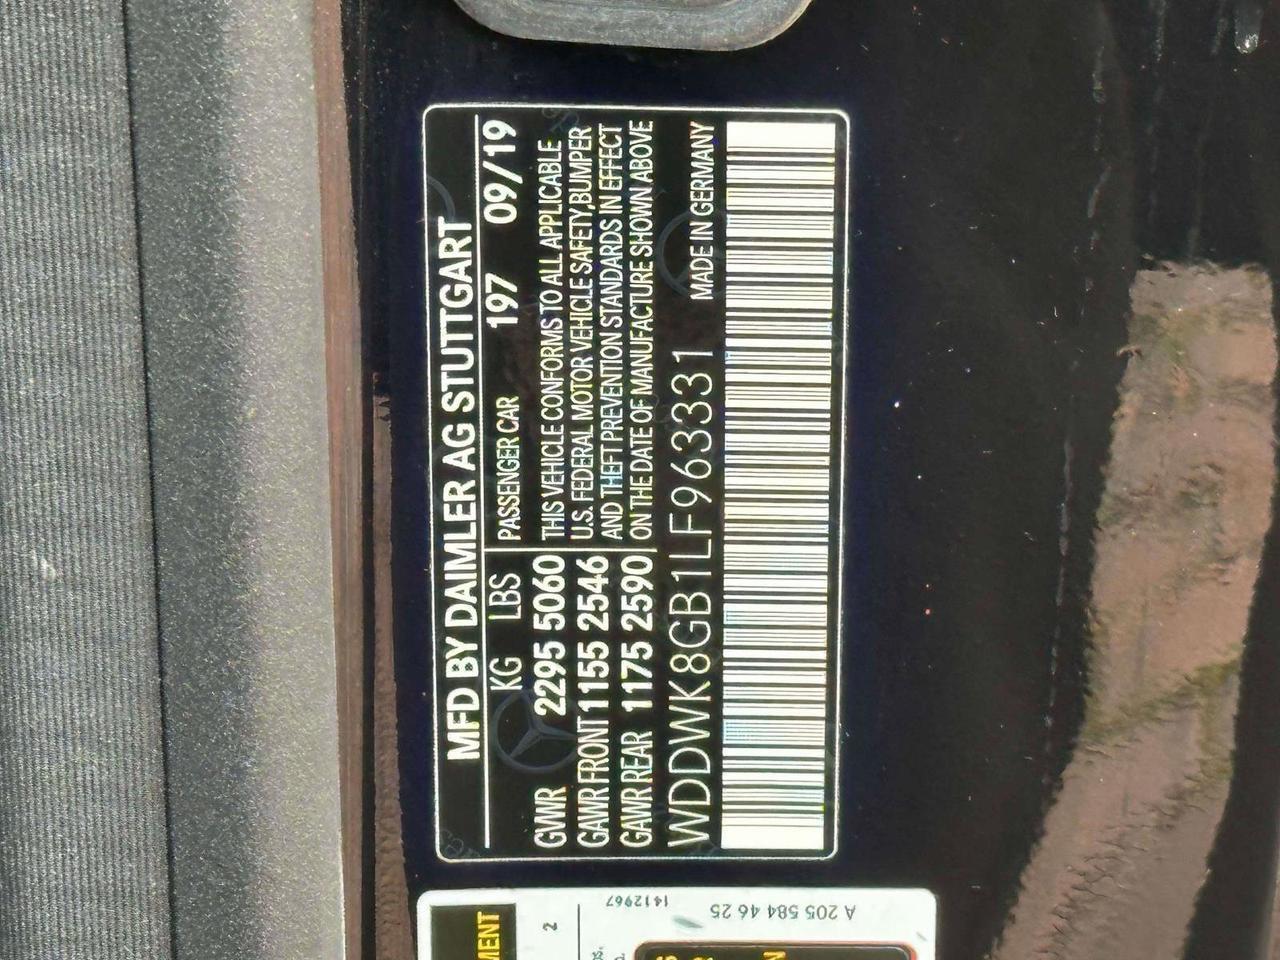 MFD BY DAIMLER AG STUTTGART
KG LBS PASSENGER CAR 197 09/19
GVWR 2295 5060 THIS VEHICLE CONFORMS TO ALL APPLICABLE
GAWR FRONT 1155 2546 U.S. FEDERAL MOTOR VEHICLE SAFETY,BUMPER
AND THEFT PREVENTION STANDARDS IN EFFECT
GAWR REAR 1175 2590 ON THE DATE OF MANUFACTURE SHOWN ABOVE
WDDWK8GB1LF963331 MADE IN GERMANY
MENT
2
1412967
A 205 584 46 25